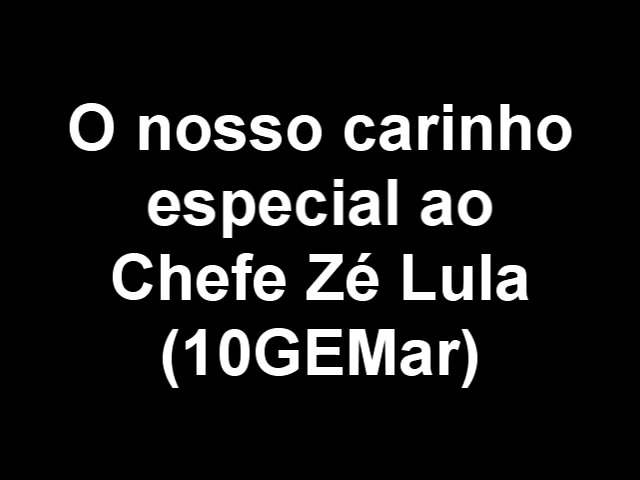 O nosso carinho
especial ao
Chefe Zé Lula
(10GEMar)